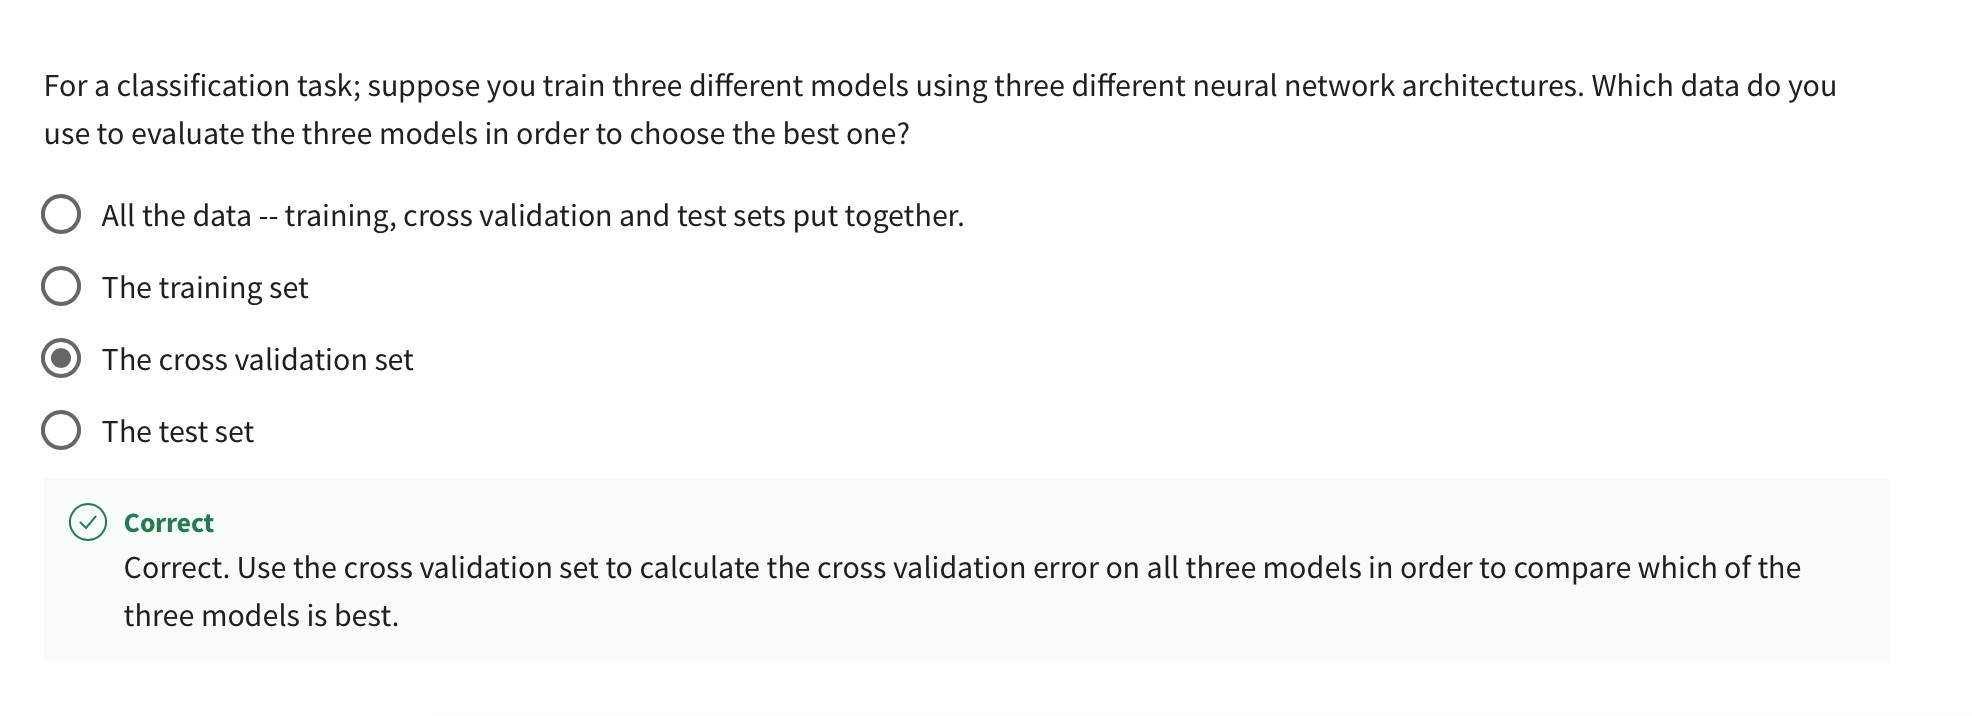 For a classification task; suppose you train three different models using three different neural network architectures. Which data do you
use to evaluate the three models in order to choose the best one?
All the data -- training, cross validation and test sets put together.
The training set
The cross validation set
The test set
Correct
Correct. Use the cross validation set to calculate the cross validation error on all three models in order to compare which of the
three models is best.